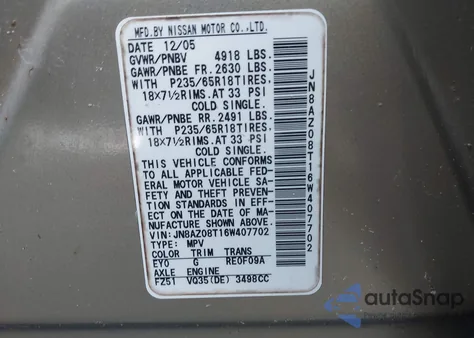 MFD.BY NISSAN MOTOR CO.,LTD.
DATE 12/05
GVWR/PNBV 4918 LBS.
GAWR/PNBE FR. 2630 LBS.
WITH P235/65R18TIRES.
18X7½RIMS.AT 33 PSI
COLD SINGLE.
GAWR/PNBE RR. 2491 LBS.
WITH P235/65R18TIRES.
18X7½RIMS.AT 33 PSI
COLD SINGLE.
THIS VEHICLE CONFORMS
TO ALL APPLICABLE FED-
ERAL MOTOR VEHICLE SA-
FETY AND THEFT PREVEN-
TION STANDARDS IN EFF-
ECT ON THE DATE OF MA-
NUFACTURE SHOWN ABOVE.
VIN:JN8AZ08T16W407702
TYPE: MPV
COLOR TRIM TRANS
EY0 G RE0F09A
AXLE ENGINE
FZ51 VQ35(DE) 3498CC
JN8AZ08T16W407702
autoSnap